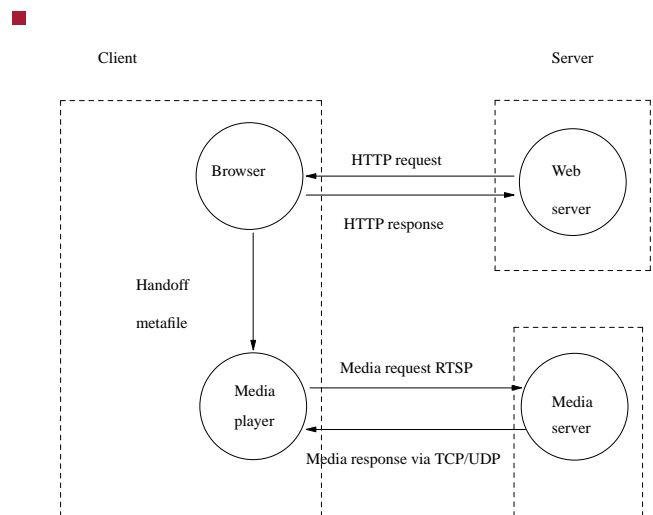 Client
Server
HTTP request
Browser
Web
server
HTTP response
Handoff
metafile
Media request RTSP
Media
player
Media
server
Media response via TCP/UDP